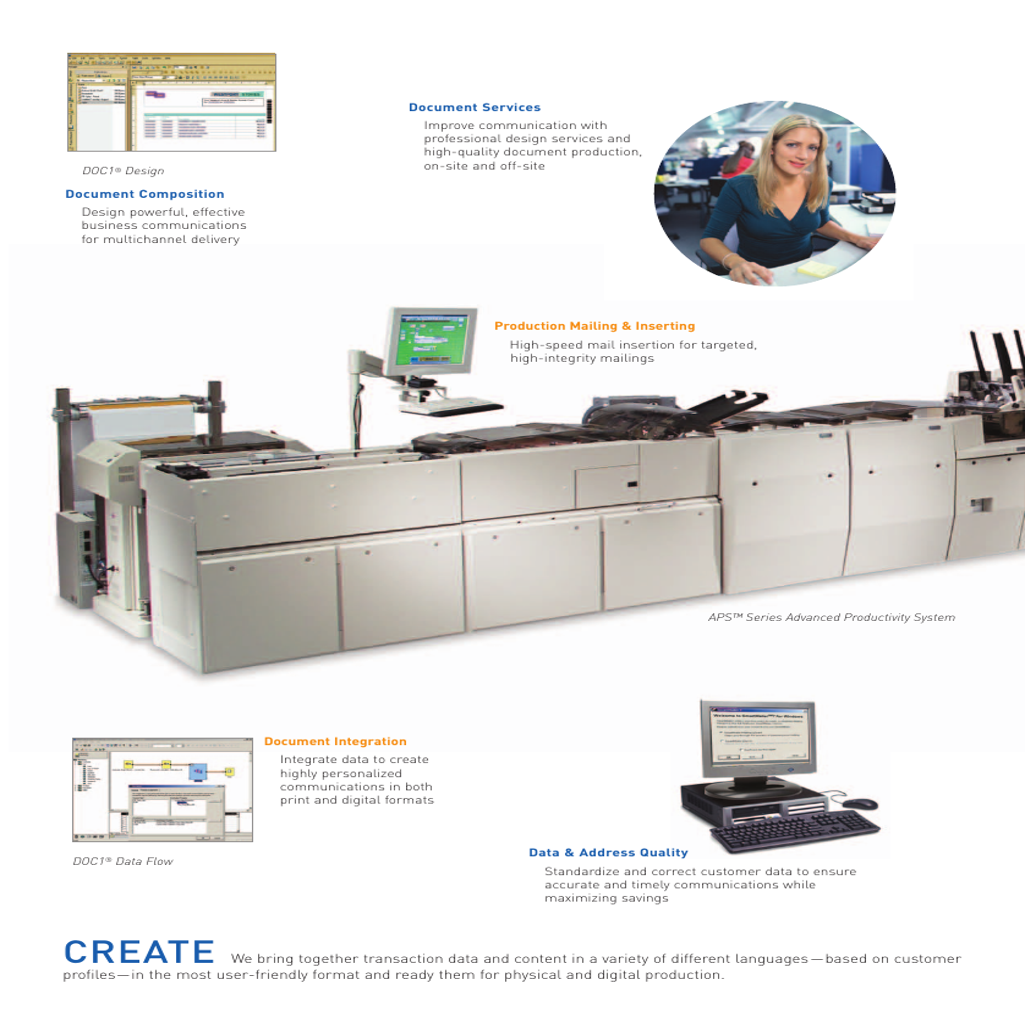 DOC1® Design
Document Composition
Design powerful, effective
business communications
for multichannel delivery
Document Services
Improve communication with
professional design services and
high-quality document production,
on-site and off-site
Production Mailing & Inserting
High-speed mail insertion for targeted,
high-integrity mailings
APS™ Series Advanced Productivity System
Document Integration
Integrate data to create
highly personalized
communications in both
print and digital formats
DOC1® Data Flow
Data & Address Quality
Standardize and correct customer data to ensure
accurate and timely communications while
maximizing savings
CREATE We bring together transaction data and content in a variety of different languages—based on customer
profiles—in the most user-friendly format and ready them for physical and digital production.